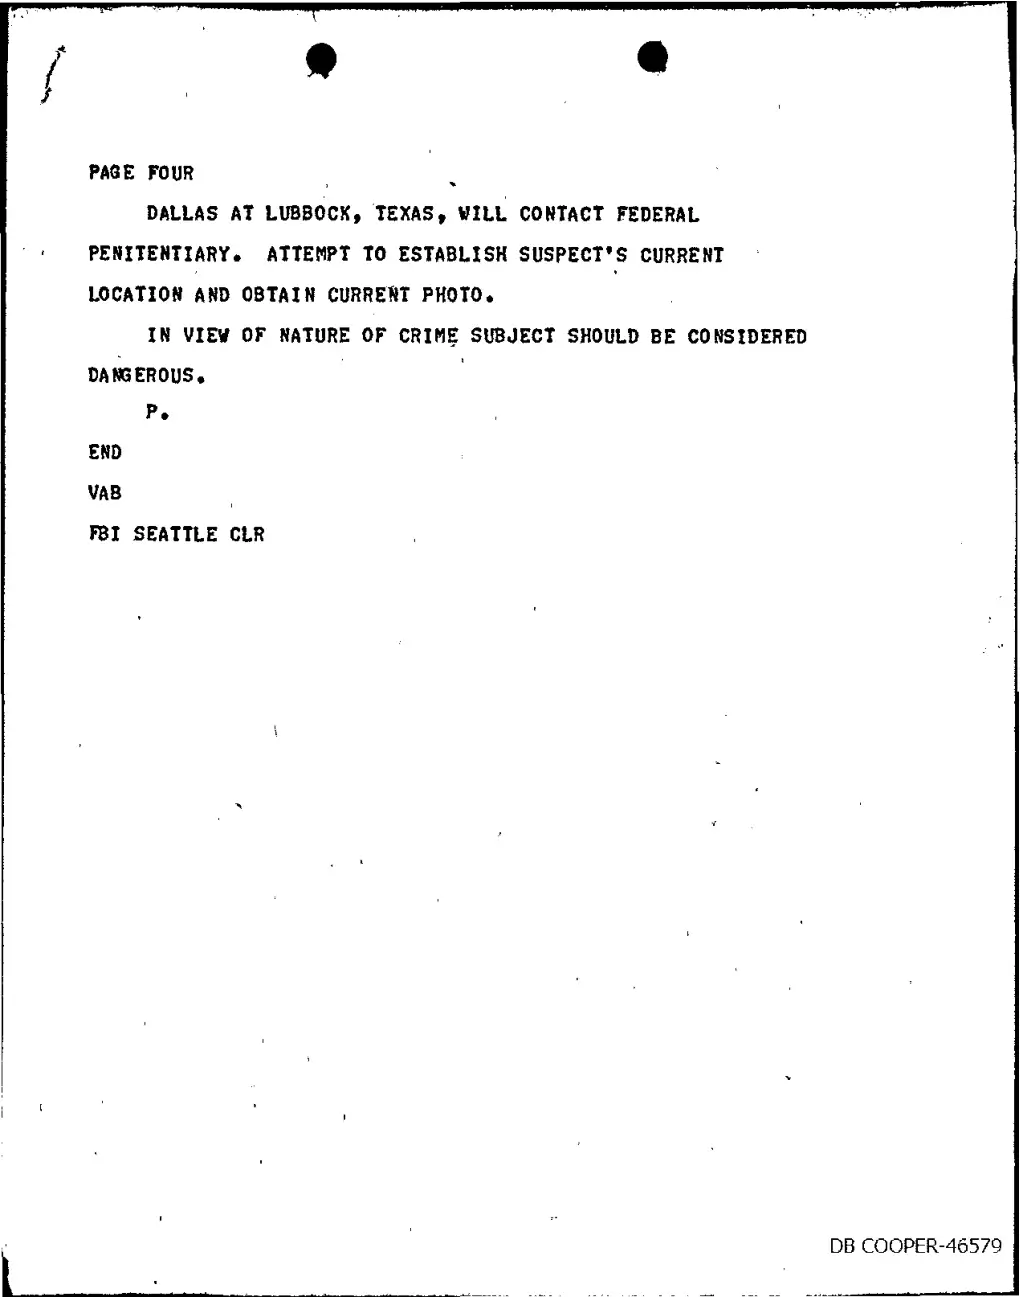 PAGE FOUR
DALLAS AT LUBBOCK, TEXAS, WILL CONTACT FEDERAL
PENITENTIARY. ATTEMPT TO ESTABLISH SUSPECT'S CURRENT
LOCATION AND OBTAIN CURRENT PHOTO.
IN VIEW OF NATURE OF CRIME SUBJECT SHOULD BE CONSIDERED
DANGEROUS.
P.
END
VAB
FBI SEATTLE CLR
DB COOPER-46579